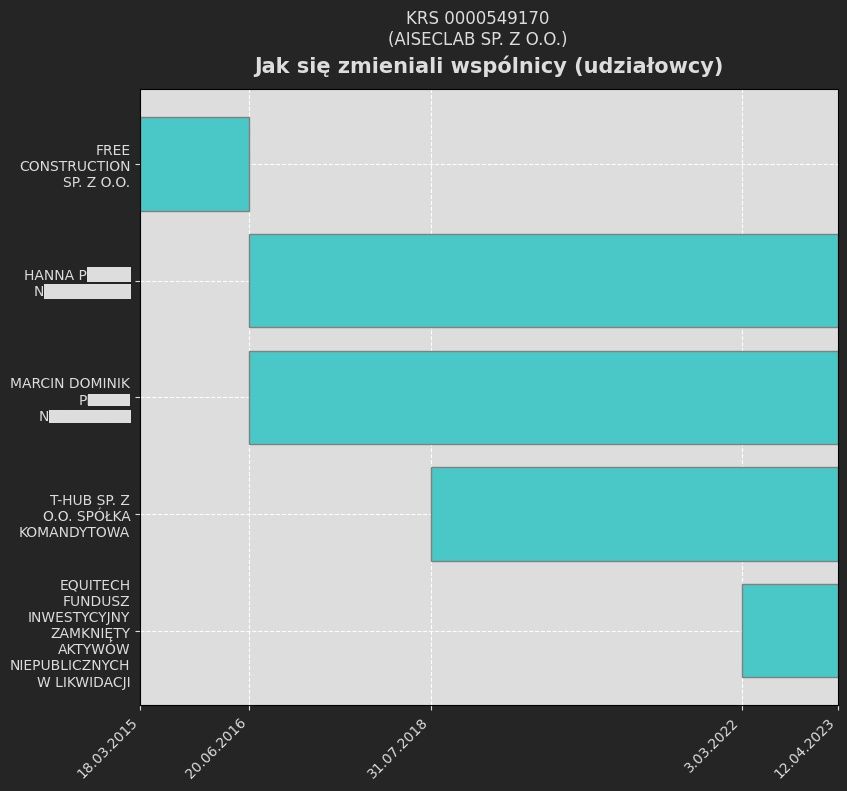 KRS 0000549170
(AISECLAB SP. Z O.O.)
Jak się zmieniali wspólnicy (udziałowcy)
FREE
CONSTRUCTION
SP. Z O.O.
HANNA P
N
MARCIN DOMINIK
P
N
T-HUB SP. Z
O.O. SPÓŁKA
KOMANDYTOWA
EQUITECH
FUNDUSZ
INWESTYCYJNY
ZAMKNIĘTY
AKTYWÓW
NIEPUBLICZNYCH
W LIKWIDACJI
18.03.2015
20.06.2016
31.07.2018
3.03.2022
12.04.2023